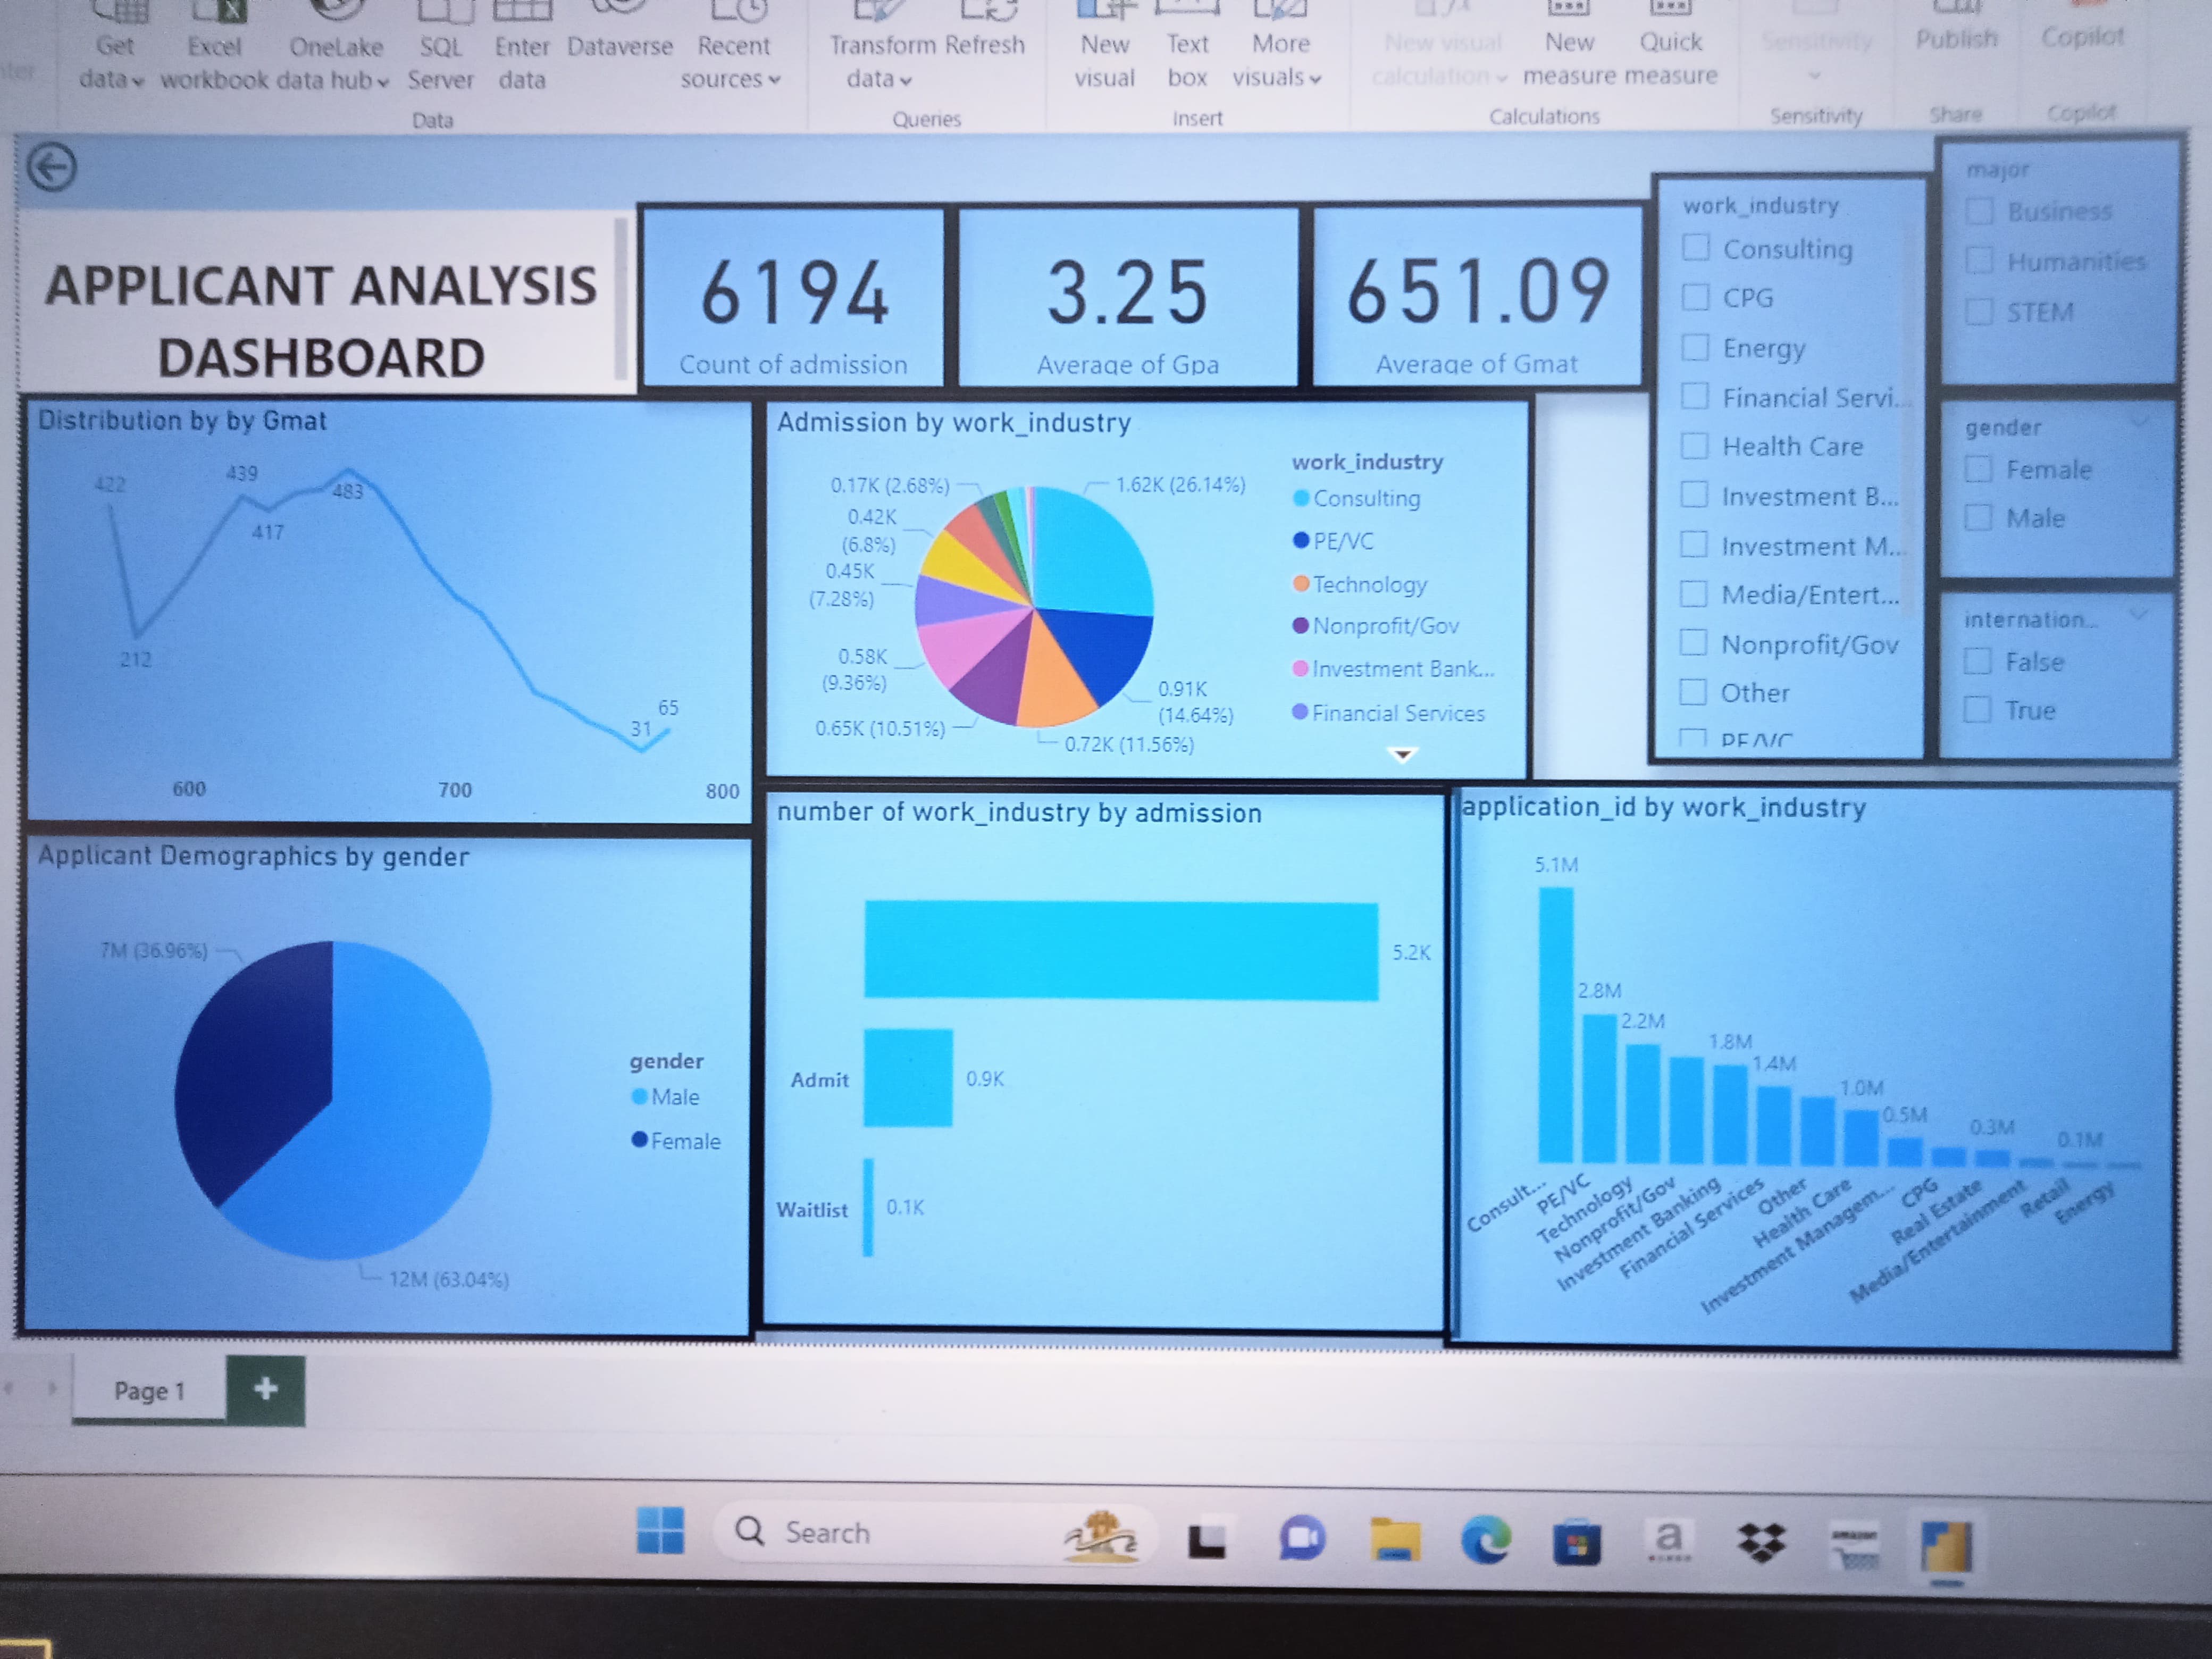 Get
data
Excel
workbook
OneLake
data hub
SQL
Server
Enter
data
Dataverse
Recent
sources
Data
Transform
data
Refresh
Queries
New
visual
Text
box
More
visuals
Insert
New visual
calculation
New
measure
Quick
measure
Calculations
Sensitivity
Sensitivity
Publish
Share
Copilot
Copilot
APPLICANT ANALYSIS
DASHBOARD
6194
Count of admission
3.25
Average of Gpa
651.09
Average of Gmat
work_industry
Consulting
CPG
Energy
Financial Servi...
Health Care
Investment B...
Investment M...
Media/Entert...
Nonprofit/Gov
Other
PE/VC
major
Business
Humanities
STEM
gender
Female
Male
internation...
False
True
Distribution by by Gmat
422
439
483
417
212
65
31
600
700
800
Admission by work_industry
0.17K (2.68%)
0.42K
(6.8%)
0.45K
(7.28%)
0.58K
(9.36%)
0.65K (10.51%)
1.62K (26.14%)
0.91K
(14.64%)
0.72K (11.56%)
work_industry
Consulting
PE/VC
Technology
Nonprofit/Gov
Investment Bank...
Financial Services
Applicant Demographics by gender
7M (36.96%)
12M (63.04%)
gender
Male
Female
number of work_industry by admission
5.2K
Admit
0.9K
Waitlist
0.1K
application_id by work_industry
5.1M
2.8M
2.2M
1.8M
1.4M
1.0M
0.5M
0.3M
0.1M
Consult...
PE/VC
Technology
Nonprofit/Gov
Investment Banking
Financial Services
Other
Health Care
Investment Managem...
CPG
Real Estate
Media/Entertainment
Retail
Energy
Page 1
+
Search
a
amazon